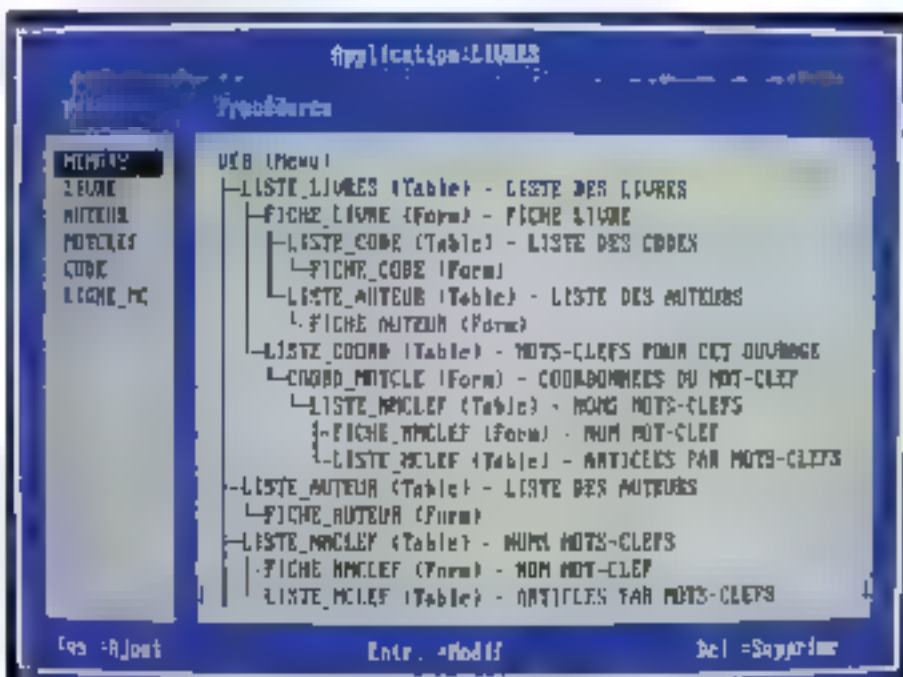 Application:LIVRES
Procédures
MEMORY
LIVRE
AUTEUR
MOTCLES
CODE
LIGNE_MC
(Menu)
LISTE_LIVRES (Table) - LISTE DES LIVRES
FICHE_LIVRE (Form) - FICHE LIVRE
LISTE_CODE (Table) - LISTE DES CODES
FICHE_CODE (Form)
LISTE_AUTEUR (Table) - LISTE DES AUTEURS
FICHE AUTEUR (Form)
LISTE_COORD (Table) - MOTS-CLEFS POUR CET OUVRAGE
COORD_MOTCLE (Form) - COORDONNEES DU MOT-CLEF
LISTE_NMCLEF (Table) - NOMS MOTS-CLEFS
FICHE_NMCLEF (Form) - NOM MOT-CLEF
LISTE_MCLEF (Table) - ARTICLES PAR MOTS-CLEFS
LISTE_AUTEUR (Table) - LISTE DES AUTEURS
FICHE_AUTEUR (Form)
LISTE_NMCLEF (Table) - NOMS MOTS-CLEFS
FICHE NMCLEF (Form) - NOM MOT-CLEF
LISTE_MCLEF (Table) - ARTICLES PAR MOTS-CLEFS
Ins =Ajout
Entr. =Modif
Del =Supprimer